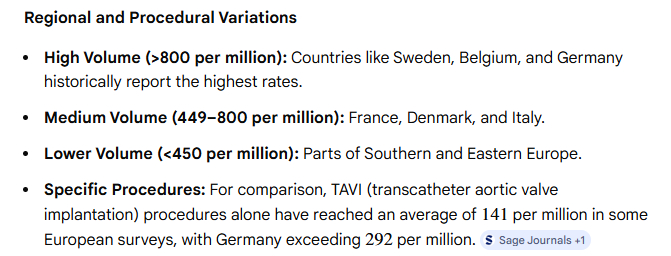 Regional and Procedural Variations
• High Volume (>800 per million): Countries like Sweden, Belgium, and Germany
historically report the highest rates.
• Medium Volume (449–800 per million): France, Denmark, and Italy.
• Lower Volume (<450 per million): Parts of Southern and Eastern Europe.
• Specific Procedures: For comparison, TAVI (transcatheter aortic valve
implantation) procedures alone have reached an average of 141 per million in some
European surveys, with Germany exceeding 292 per million. S Sage Journals +1